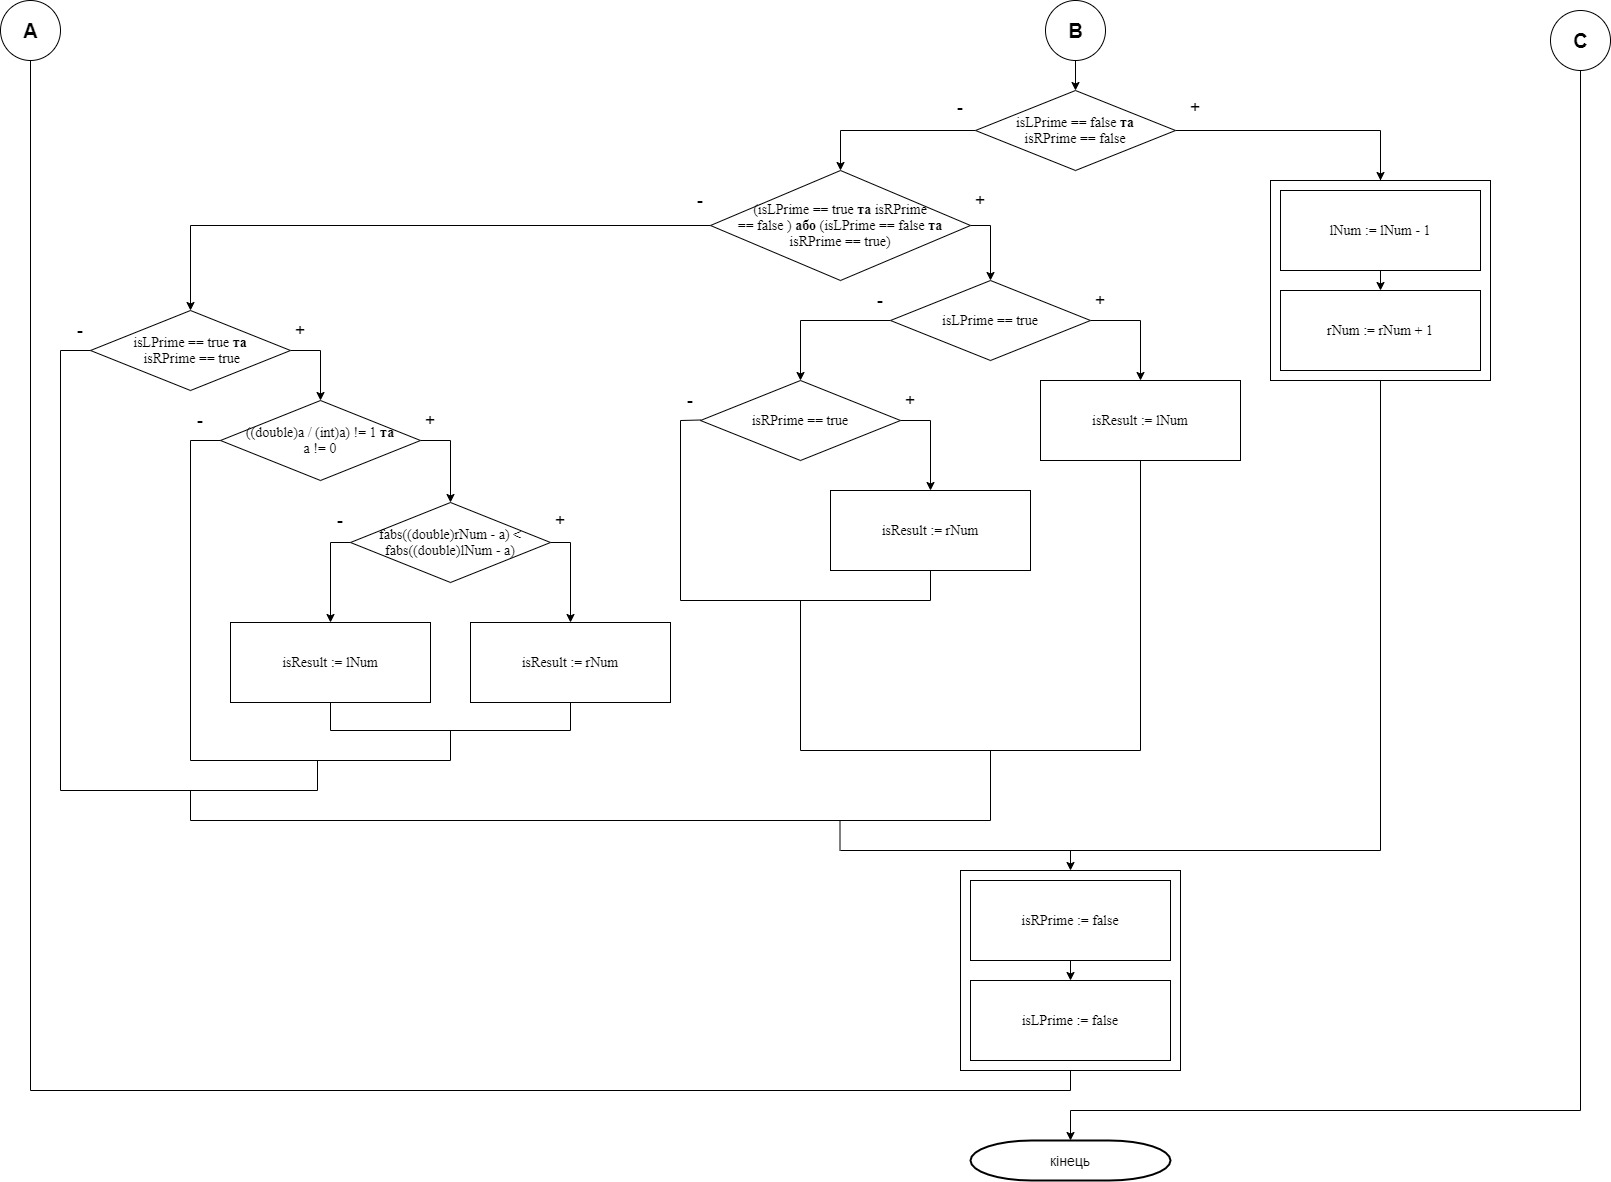 A
B
C
-
+
isLPrime == false та
isRPrime == false
-
+
(isLPrime == true та isRPrime
== false ) або (isLPrime == false та
isRPrime == true)
lNum := lNum - 1
rNum := rNum + 1
-
+
isLPrime == true та
isRPrime == true
-
+
isLPrime == true
-
+
isRPrime == true
isResult := lNum
-
+
((double)a / (int)a) != 1 та
a != 0
-
+
fabs((double)rNum - a) <
fabs((double)lNum - a)
isResult := rNum
isResult := lNum
isResult := rNum
isRPrime := false
isLPrime := false
кінець